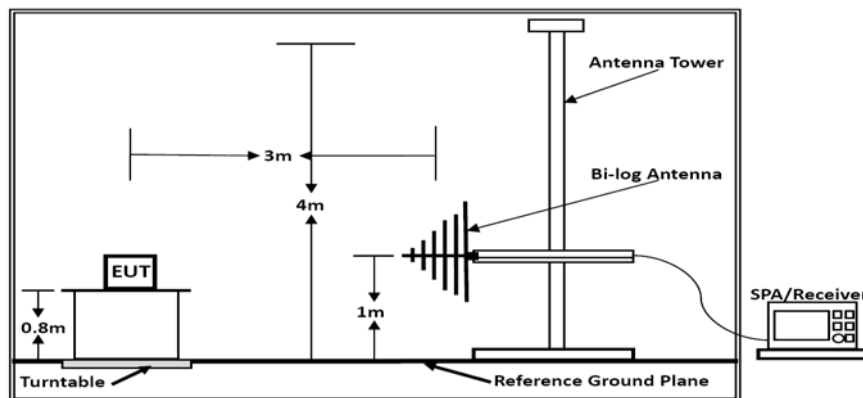 Antenna Tower
3m
Bi-log Antenna
4m
EUT
1m
SPA/Receiver
0.8m
Turntable
Reference Ground Plane